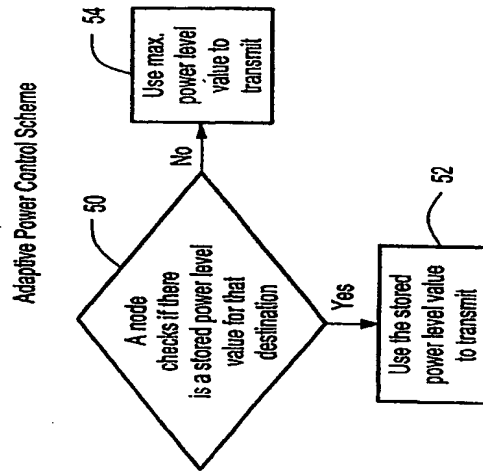 Adaptive Power Control Scheme
50
A node
checks if there
is a stored power level
value for that
destination
No
54
Use max.
power level
value to
transmit
Yes
52
Use the stored
power level value
to transmit